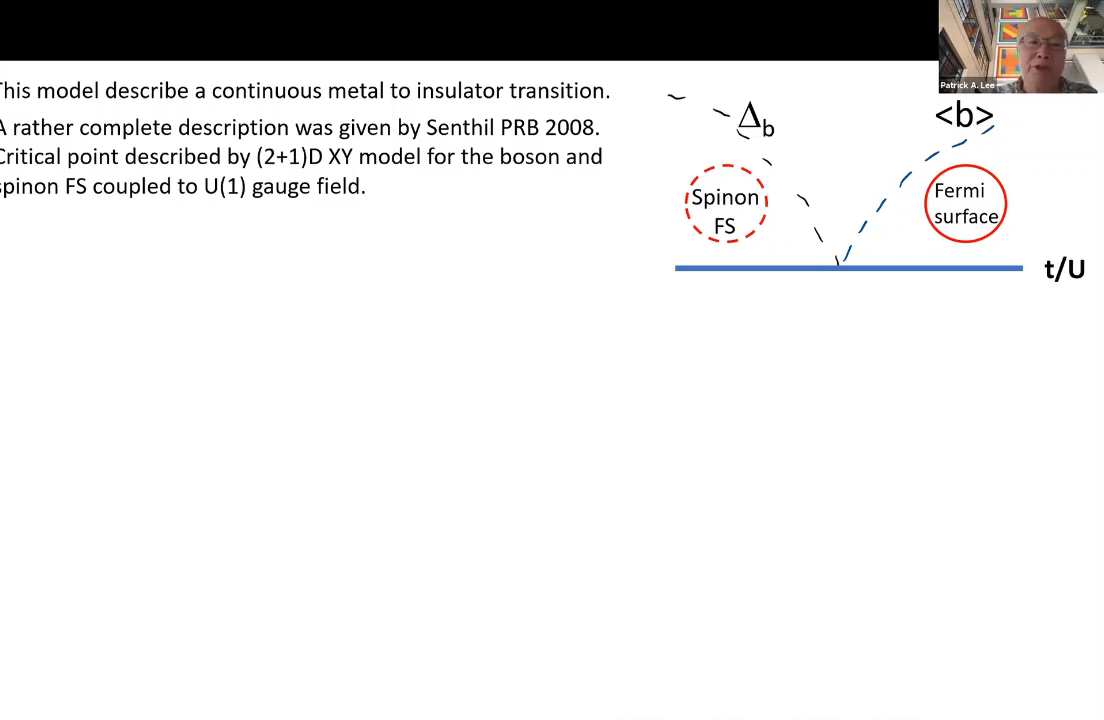 This model describe a continuous metal to insulator transition.
A rather complete description was given by Senthil PRB 2008.
Critical point described by (2+1)D XY model for the boson and
spinon FS coupled to U(1) gauge field.
Patrick A. Lee
Δb
<b>
Spinon
FS
Fermi
surface
t/U